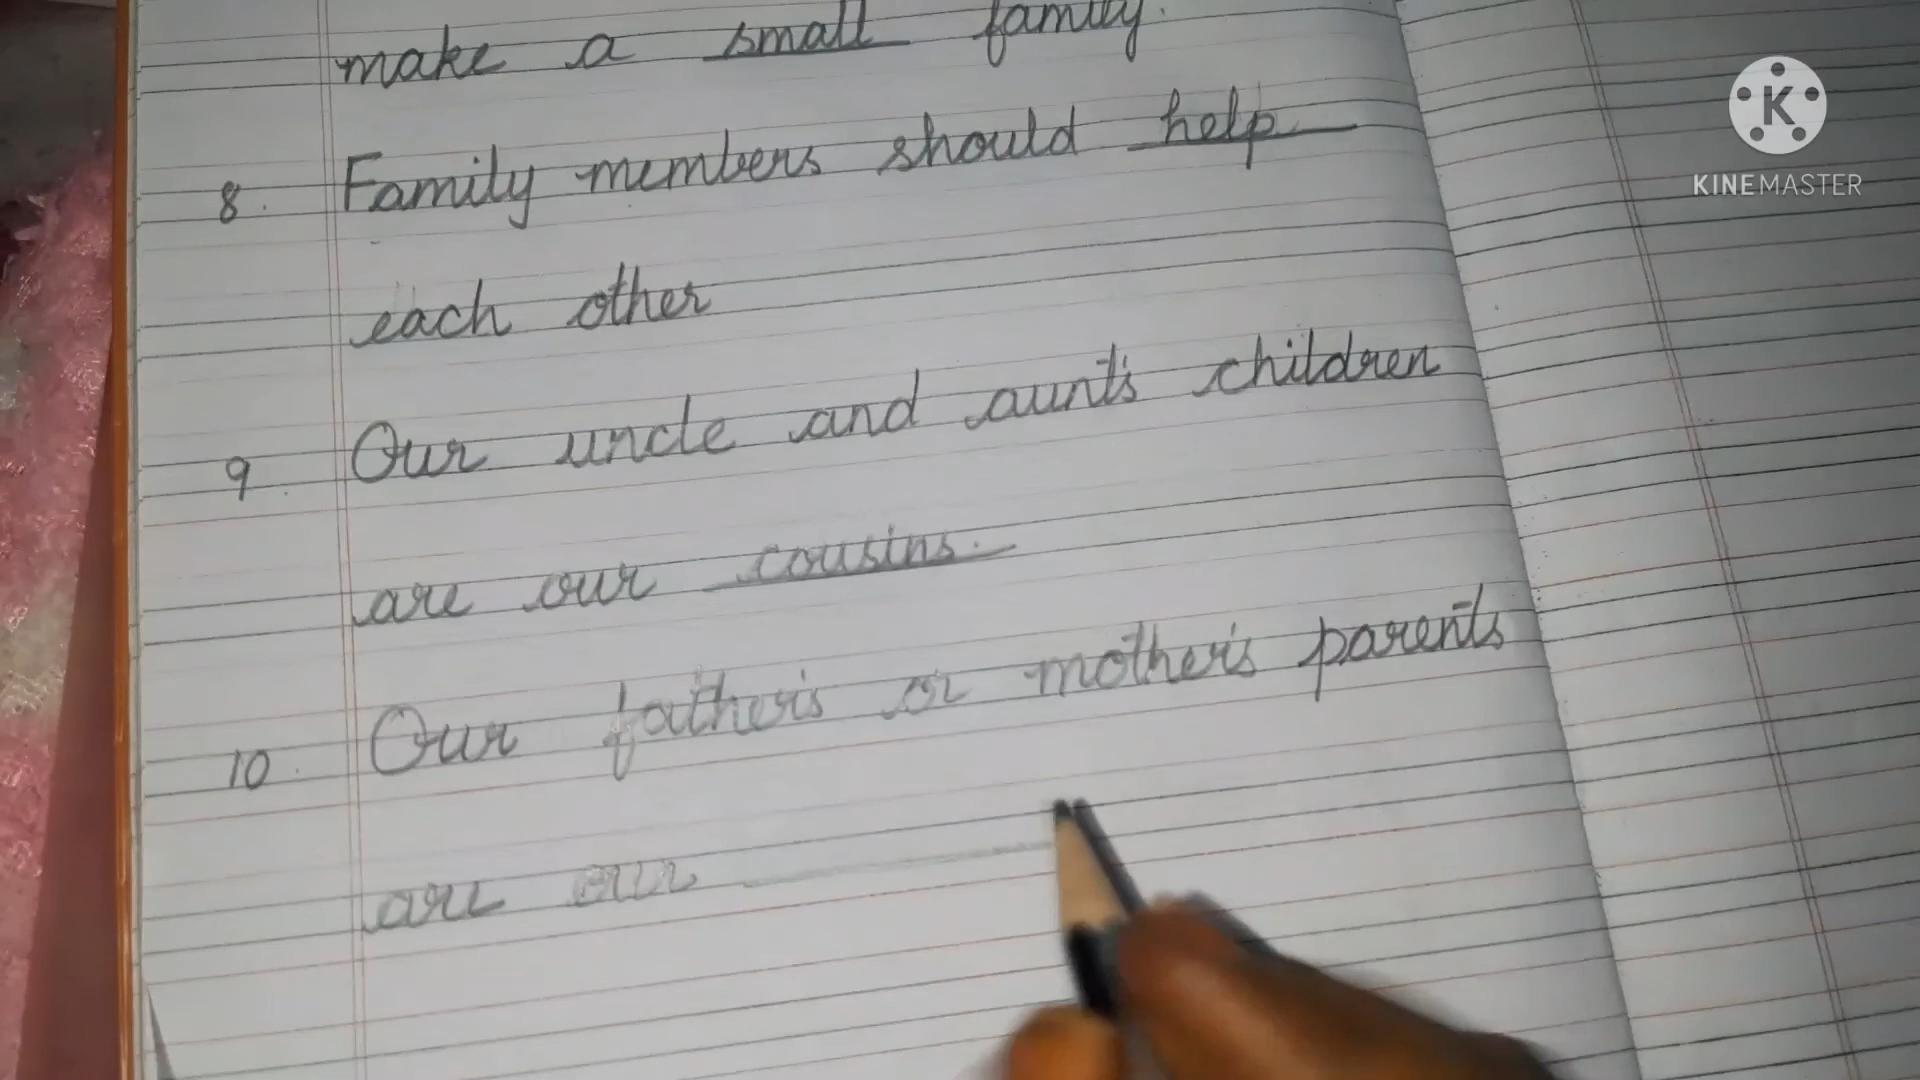 make a small family.
8. Family members should help
each other
9. Our uncle and aunt's children
are our cousins.
10. Our father's or mother's parents
are our
K
KINEMASTER